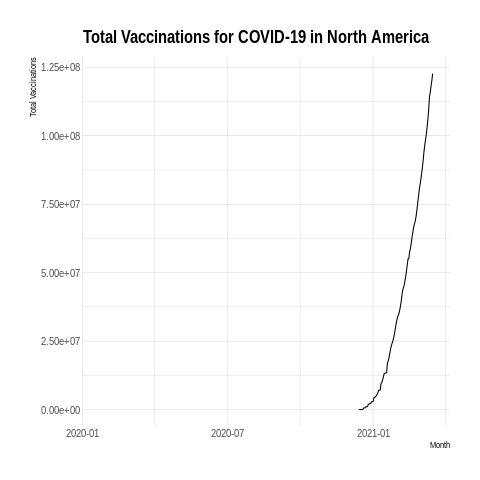 Total Vaccinations for COVID-19 in North America
Total Vaccinations
1.25e+08
1.00e+08
7.50e+07
5.00e+07
2.50e+07
0.00e+00
2020-01 2020-07 2021-01
Month